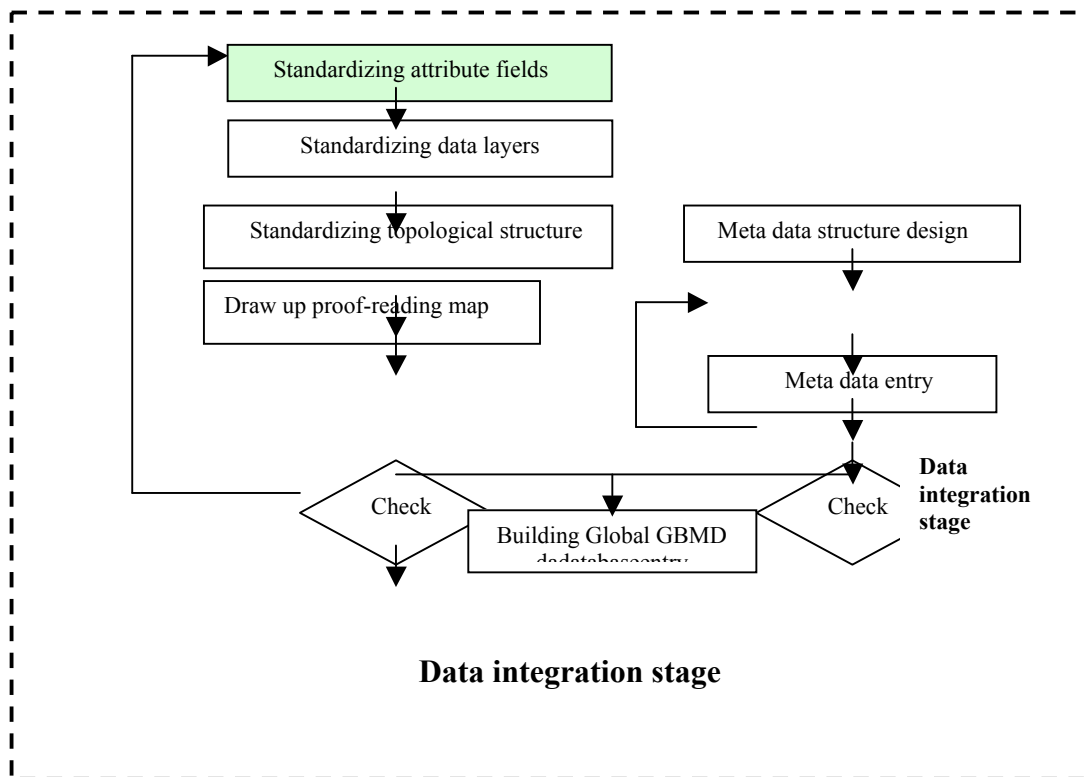 Standardizing attribute fields
Standardizing data layers
Standardizing topological structure
Meta data structure design
Draw up proof-reading map
Meta data entry
Check
Check
Data
integration
stage
Building Global GBMD
dadatabaseentry
Data integration stage